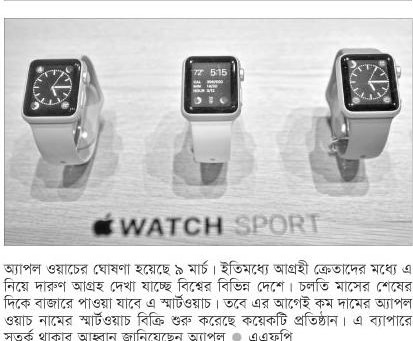 72° 5:15
WATCH SPORT
অ্যাপল ওয়াচের ঘোষণা হয়েছে ৯ মার্চ। ইতিমধ্যে আগ্রহী ক্রেতাদের মধ্যে এ
নিয়ে দারুণ আগ্রহ দেখা যাচ্ছে বিশ্বের বিভিন্ন দেশে। চলতি মাসের শেষের
দিকে বাজারে পাওয়া যাবে এ স্মার্টওয়াচ। তবে এর আগেই কম দামের অ্যাপল
ওয়াচ নামের স্মার্টওয়াচ বিক্রি শুরু করেছে কয়েকটি প্রতিষ্ঠান। এ ব্যাপারে
সতর্ক থাকার আহ্বান জানিয়েছেন অ্যাপল ● এএফপি